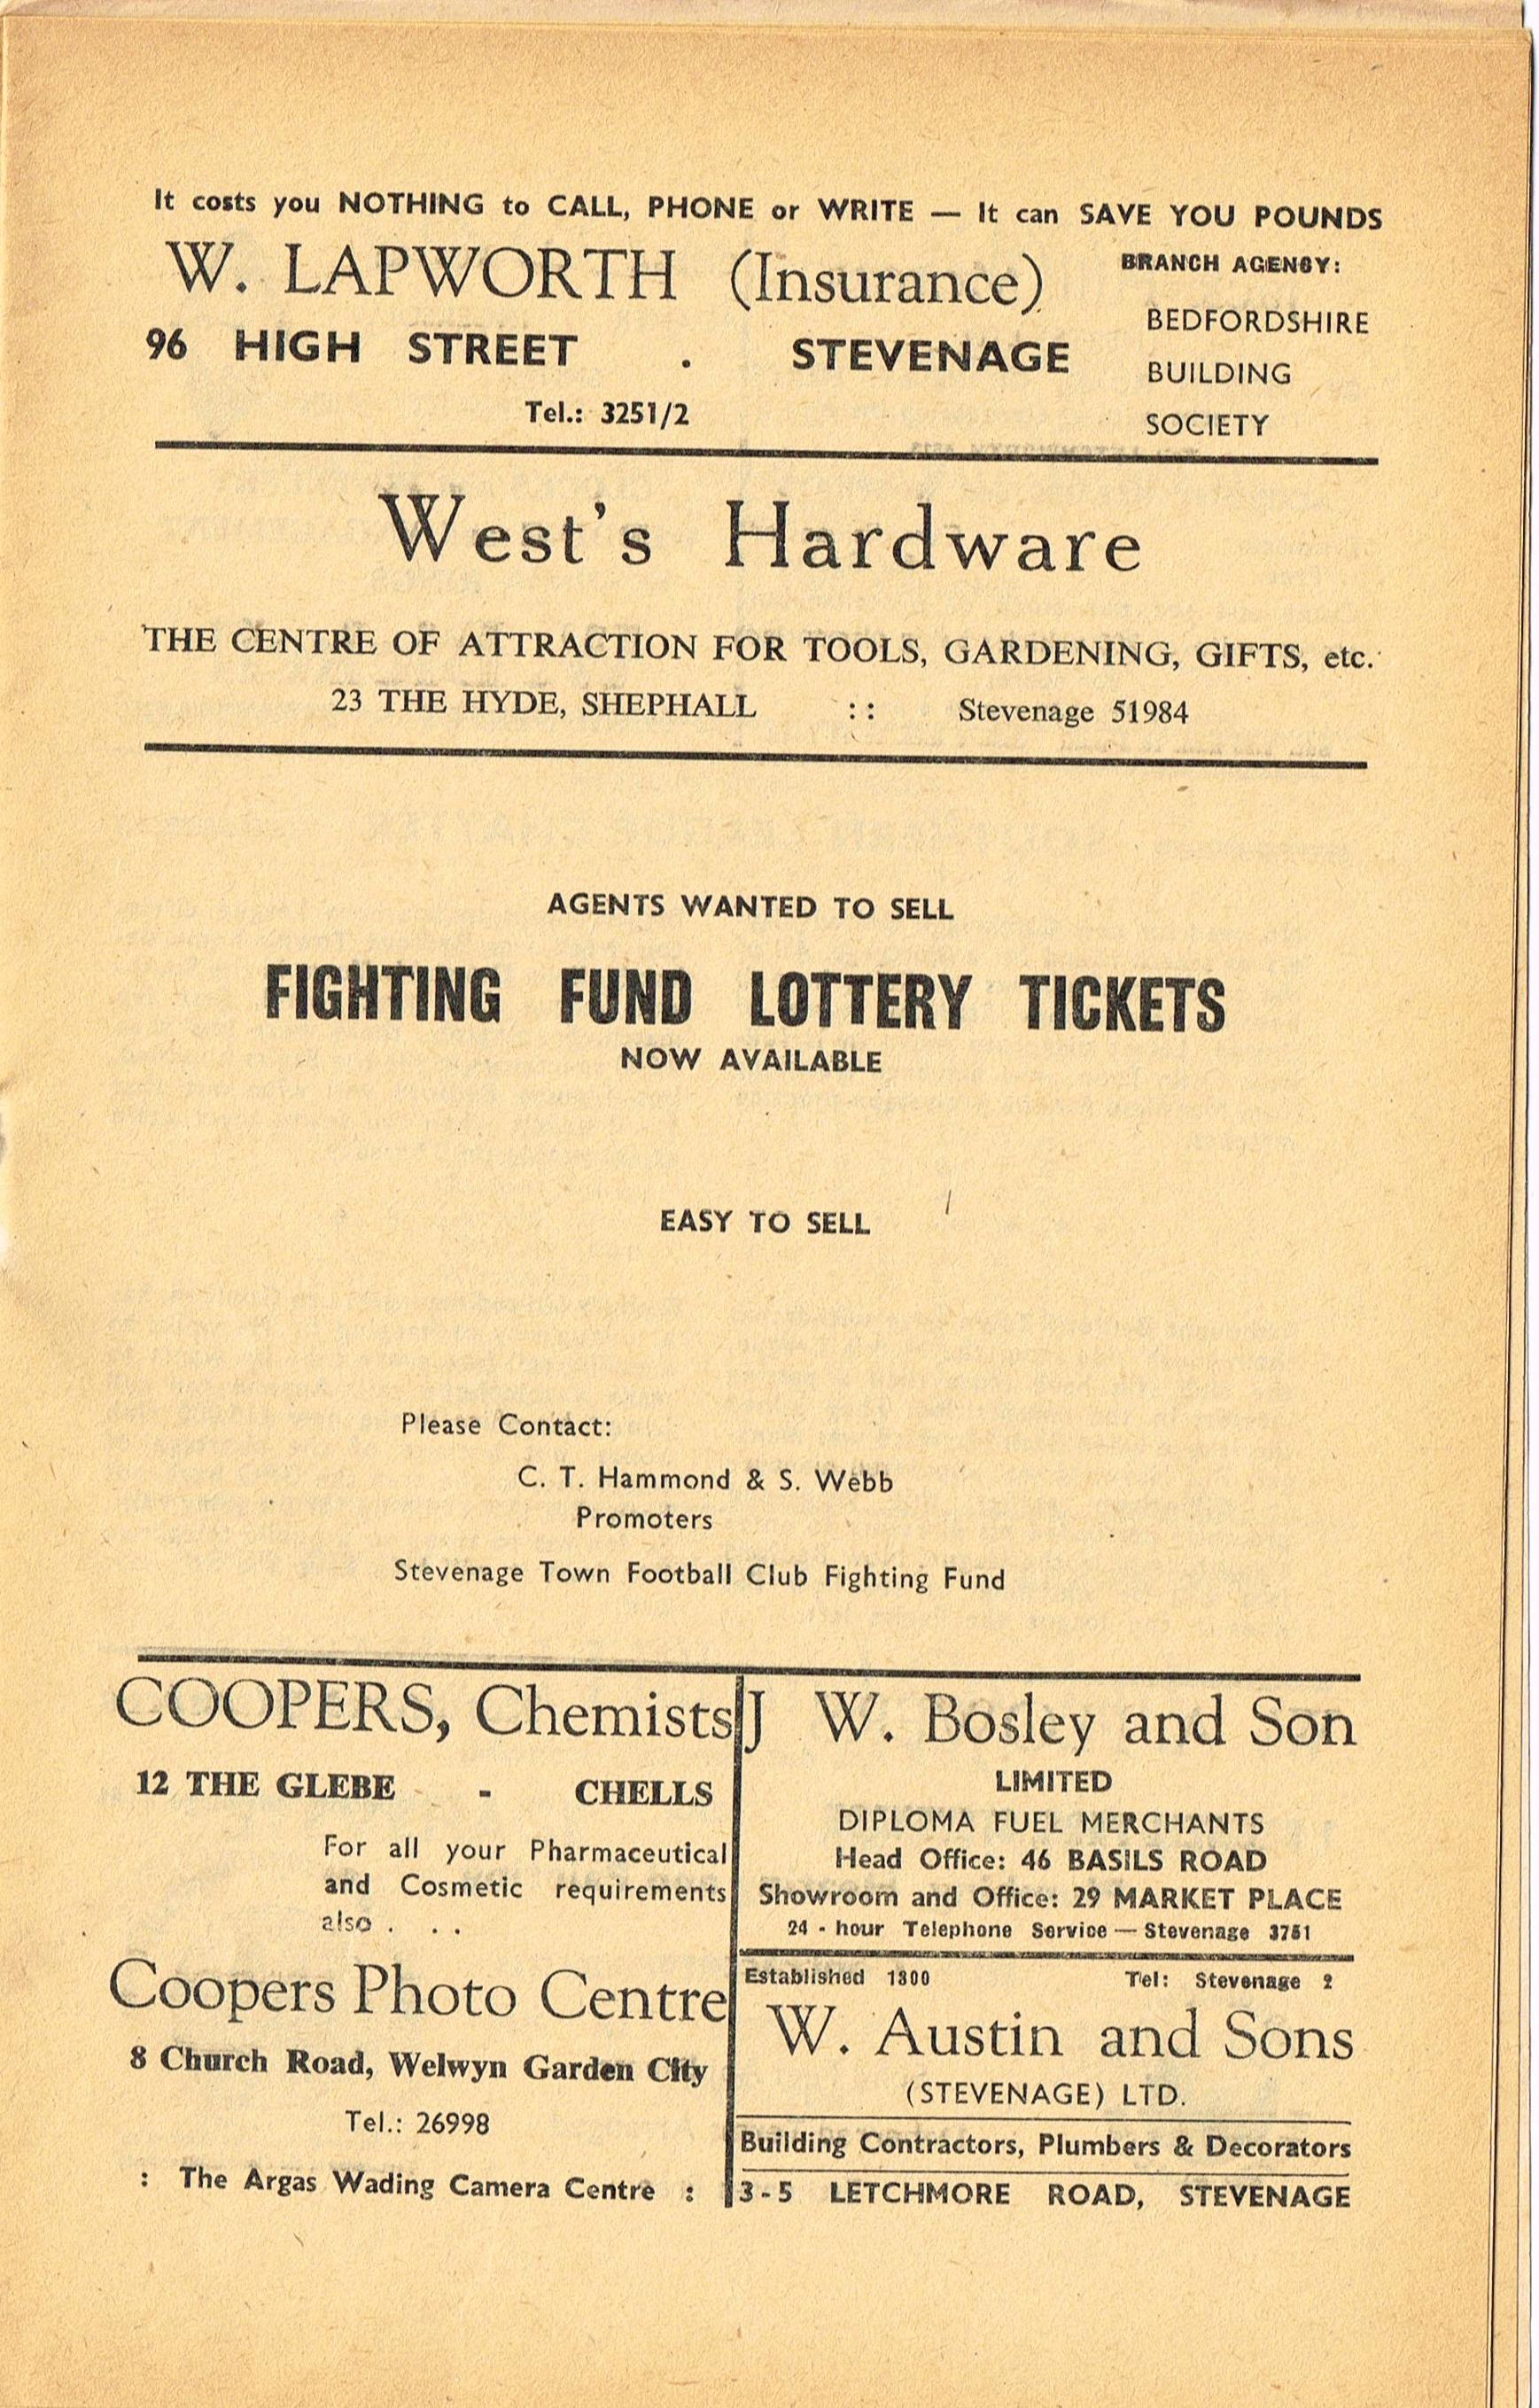 It costs you NOTHING to CALL, PHONE or WRITE — It can SAVE YOU POUNDS
W. LAPWORTH (Insurance)
96 HIGH STREET . STEVENAGE
Tel.: 3251/2
BRANCH AGENCY:
BEDFORDSHIRE
BUILDING
SOCIETY
West's Hardware
THE CENTRE OF ATTRACTION FOR TOOLS, GARDENING, GIFTS, etc.
23 THE HYDE, SHEPHALL :: Stevenage 51984
AGENTS WANTED TO SELL
FIGHTING FUND LOTTERY TICKETS
NOW AVAILABLE
EASY TO SELL
Please Contact:
C. T. Hammond & S. Webb
Promoters
Stevenage Town Football Club Fighting Fund
COOPERS, Chemists
12 THE GLEBE - CHELLS
For all your Pharmaceutical
and Cosmetic requirements
also . . .
Coopers Photo Centre
8 Church Road, Welwyn Garden City
Tel.: 26998
: The Argas Wading Camera Centre :
J W. Bosley and Son
LIMITED
DIPLOMA FUEL MERCHANTS
Head Office: 46 BASILS ROAD
Showroom and Office: 29 MARKET PLACE
24 - hour Telephone Service — Stevenage 3751
Established 1800 Tel: Stevenage 2
W. Austin and Sons
(STEVENAGE) LTD.
Building Contractors, Plumbers & Decorators
3-5 LETCHMORE ROAD, STEVENAGE